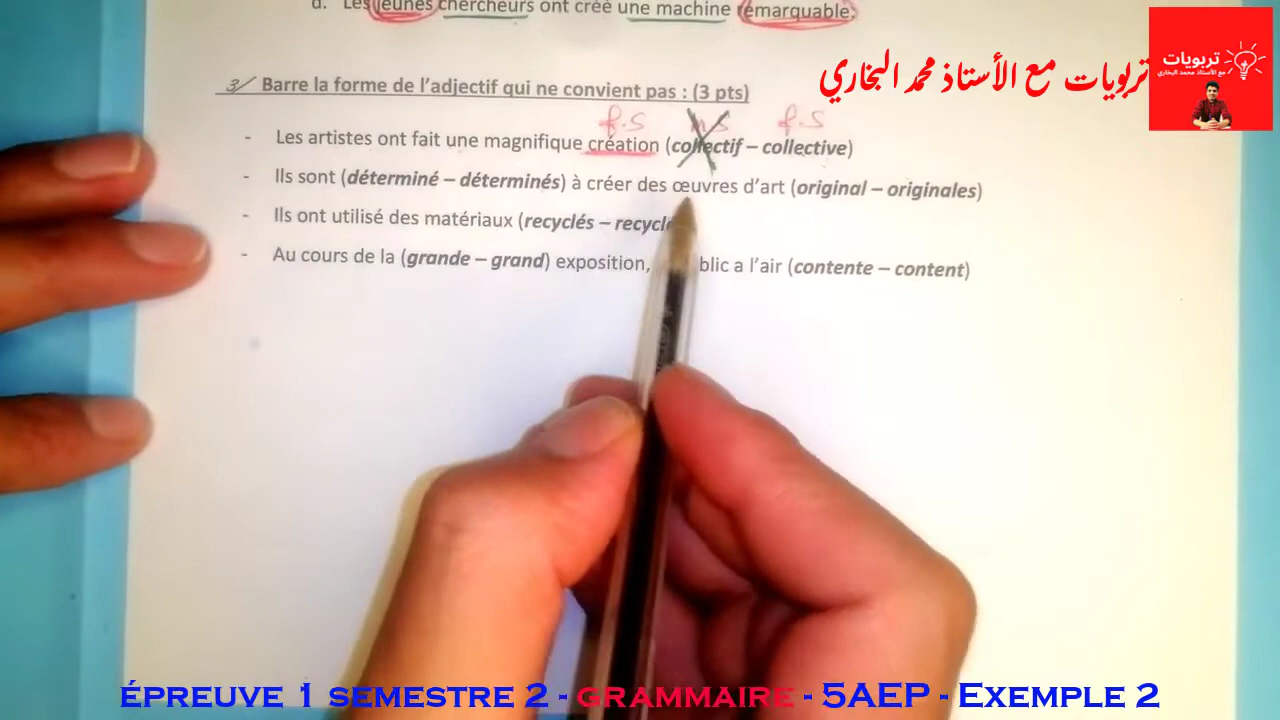 d. Les jeunes chercheurs ont créé une machine remarquable.
تربويات مع الأستاذ محمد البخاري
تربويات
مع الأستاذ محمد البخاري
3/ Barre la forme de l'adjectif qui ne convient pas : (3 pts)
f.S m S f.S
- Les artistes ont fait une magnifique création (collectif – collective)
- Ils sont (déterminé – déterminés) à créer des œuvres d'art (original – originales)
- Ils ont utilisé des matériaux (recyclés –
- Au cours de la (grande – grand) exposition, a l'air (contente – content)
épreuve 1 semestre 2 - grammaire - 5AEP - Exemple 2